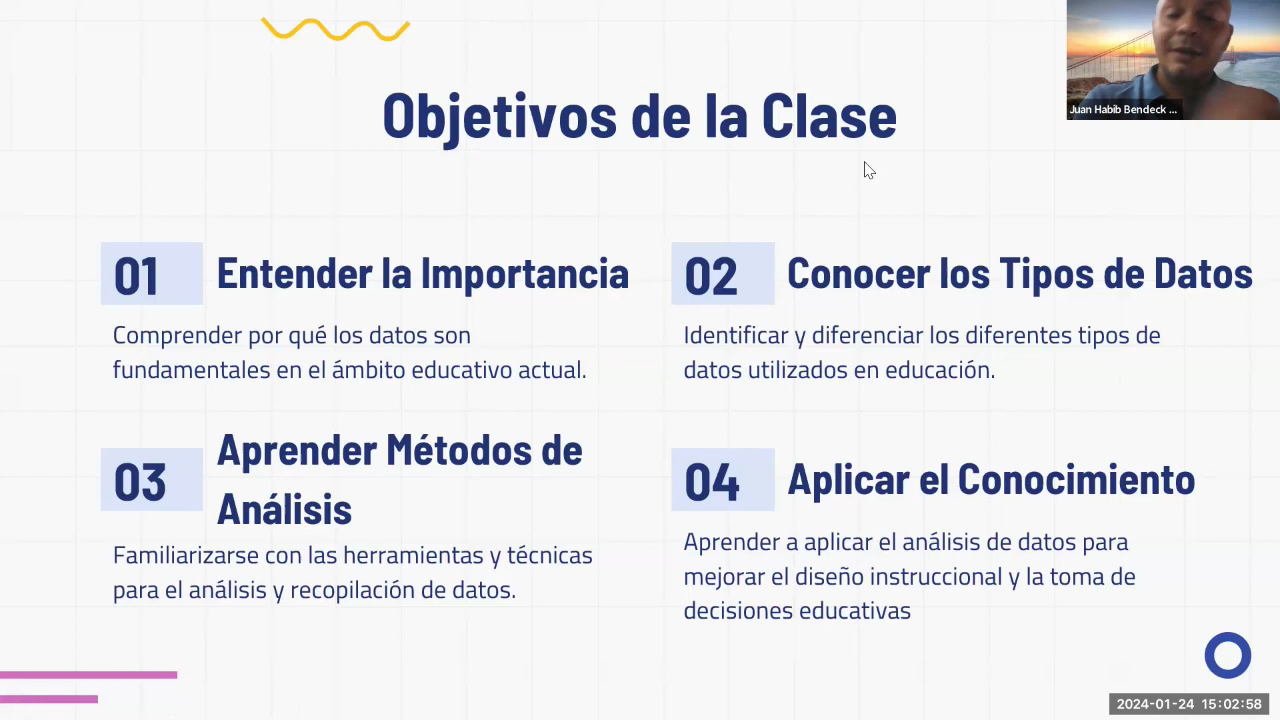 Objetivos de la Clase
Juan Habib Bendeck ...
01
Entender la Importancia
Comprender por qué los datos son
fundamentales en el ámbito educativo actual.
02
Conocer los Tipos de Datos
Identificar y diferenciar los diferentes tipos de
datos utilizados en educación.
03
Aprender Métodos de
Análisis
Familiarizarse con las herramientas y técnicas
para el análisis y recopilación de datos.
04
Aplicar el Conocimiento
Aprender a aplicar el análisis de datos para
mejorar el diseño instruccional y la toma de
decisiones educativas
2024-01-24 15:02:58